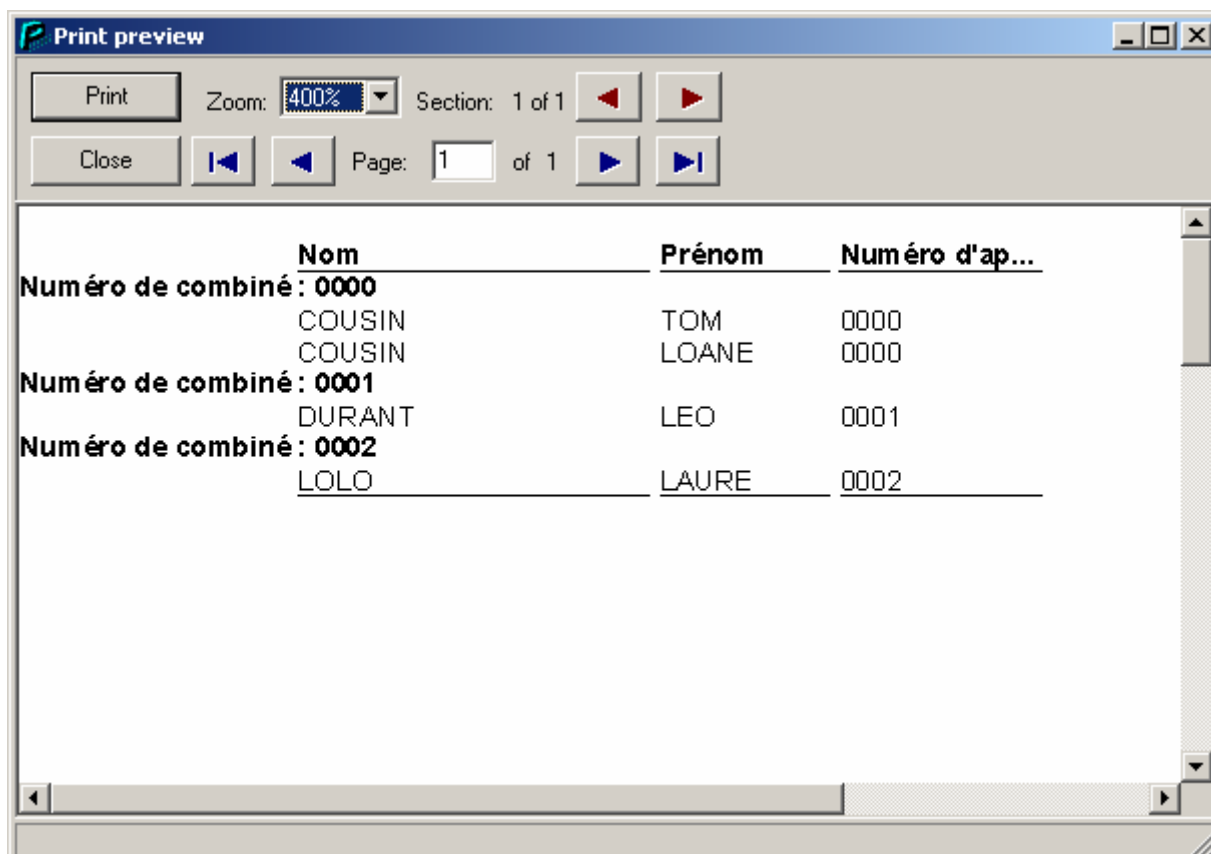 Print preview
Print Zoom: 400% Section: 1 of 1
Close Page: 1 of 1
Nom Prénom Numéro d'ap...
Numéro de combiné : 0000
COUSIN TOM 0000
COUSIN LOANE 0000
Numéro de combiné : 0001
DURANT LEO 0001
Numéro de combiné : 0002
LOLO LAURE 0002